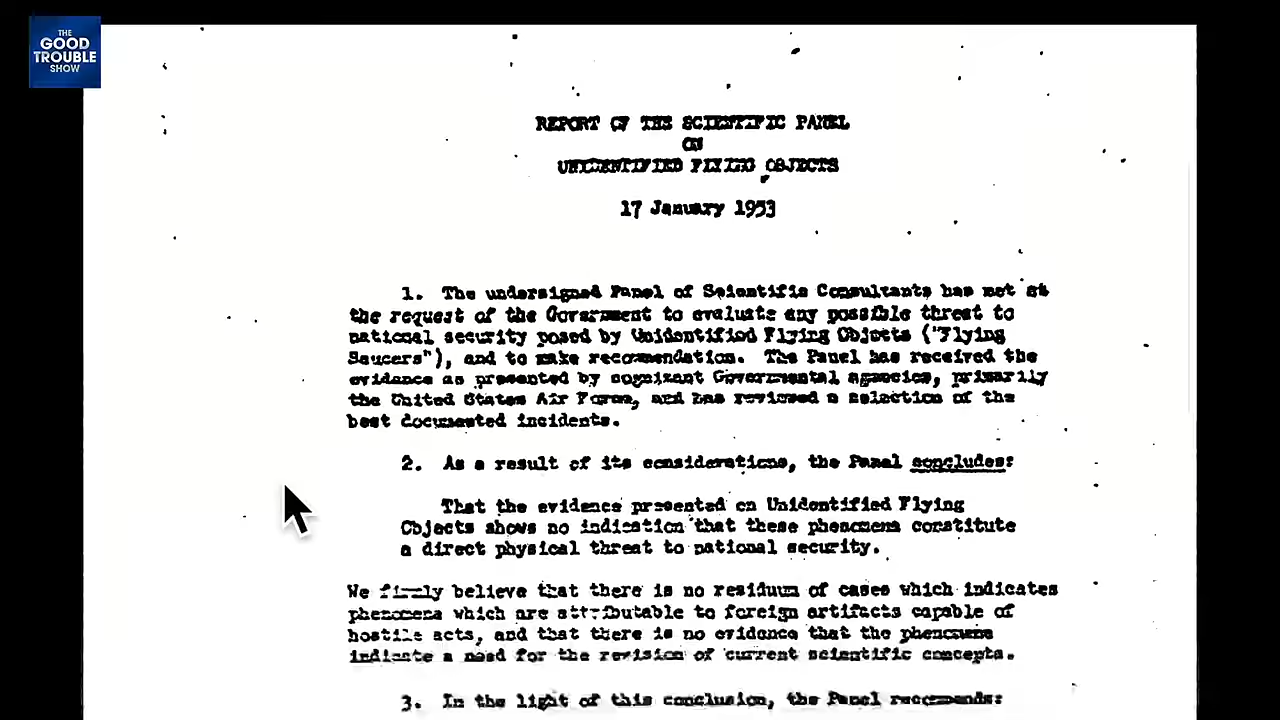 THE
GOOD
TROUBLE
SHOW
REPORT OF THE SCIENTIFIC PANEL
ON
UNIDENTIFIED FLYING OBJECTS
17 January 1953
1. The undersigned Panel of Scientific Consultants has met at
the request of the Government to evaluate any possible threat to
national security posed by Unidentified Flying Objects ("Flying
Saucers"), and to make recommendation. The Panel has received the
evidence as presented by cognizant Governmental agencies, primarily
the United States Air Force, and has reviewed a selection of the
best documented incidents.
2. As a result of its considerations, the Panel concludes:
That the evidence presented on Unidentified Flying
Objects shows no indication that these phenomena constitute
a direct physical threat to national security.
We firmly believe that there is no residuum of cases which indicates
phenomena which are attributable to foreign artifacts capable of
hostile acts, and that there is no evidence that the phenomena
indicate a need for the revision of current scientific concepts.
3. In the light of this conclusion, the Panel recommends: